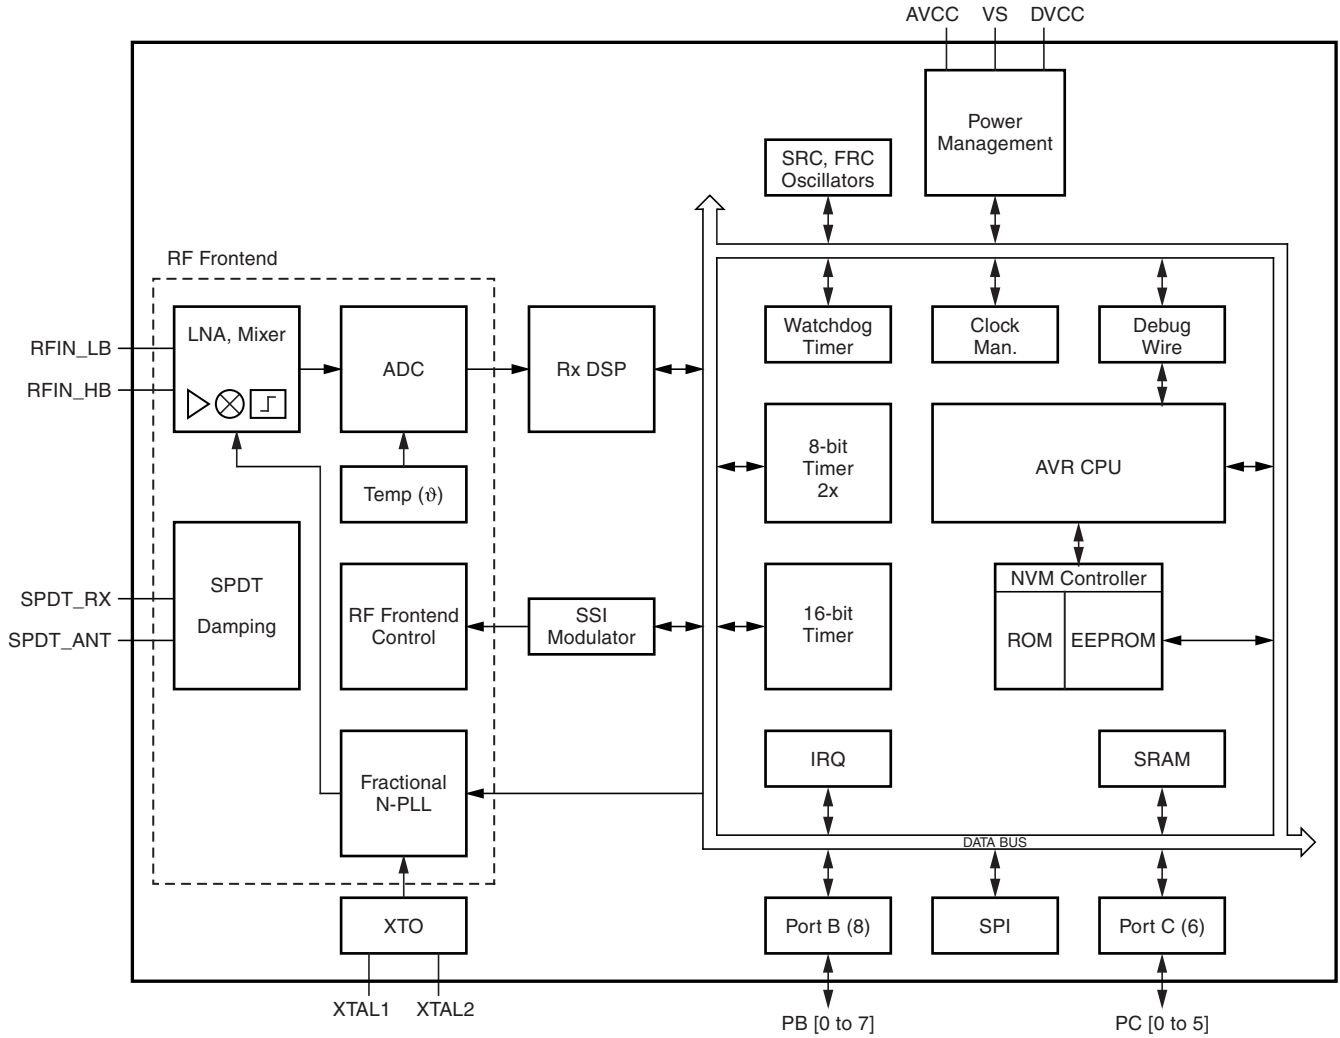 AVCC VS DVCC
Power
Management
SRC, FRC
Oscillators
RF Frontend
LNA, Mixer
RFIN_LB
RFIN_HB
ADC
Rx DSP
Watchdog
Timer
Clock
Man.
Debug
Wire
Temp (ϑ)
8-bit
Timer
2x
AVR CPU
SPDT
Damping
SPDT_RX
SPDT_ANT
RF Frontend
Control
SSI
Modulator
16-bit
Timer
NVM Controller
ROM
EEPROM
Fractional
N-PLL
IRQ
SRAM
DATA BUS
XTO
Port B (8)
SPI
Port C (6)
XTAL1
XTAL2
PB [0 to 7]
PC [0 to 5]